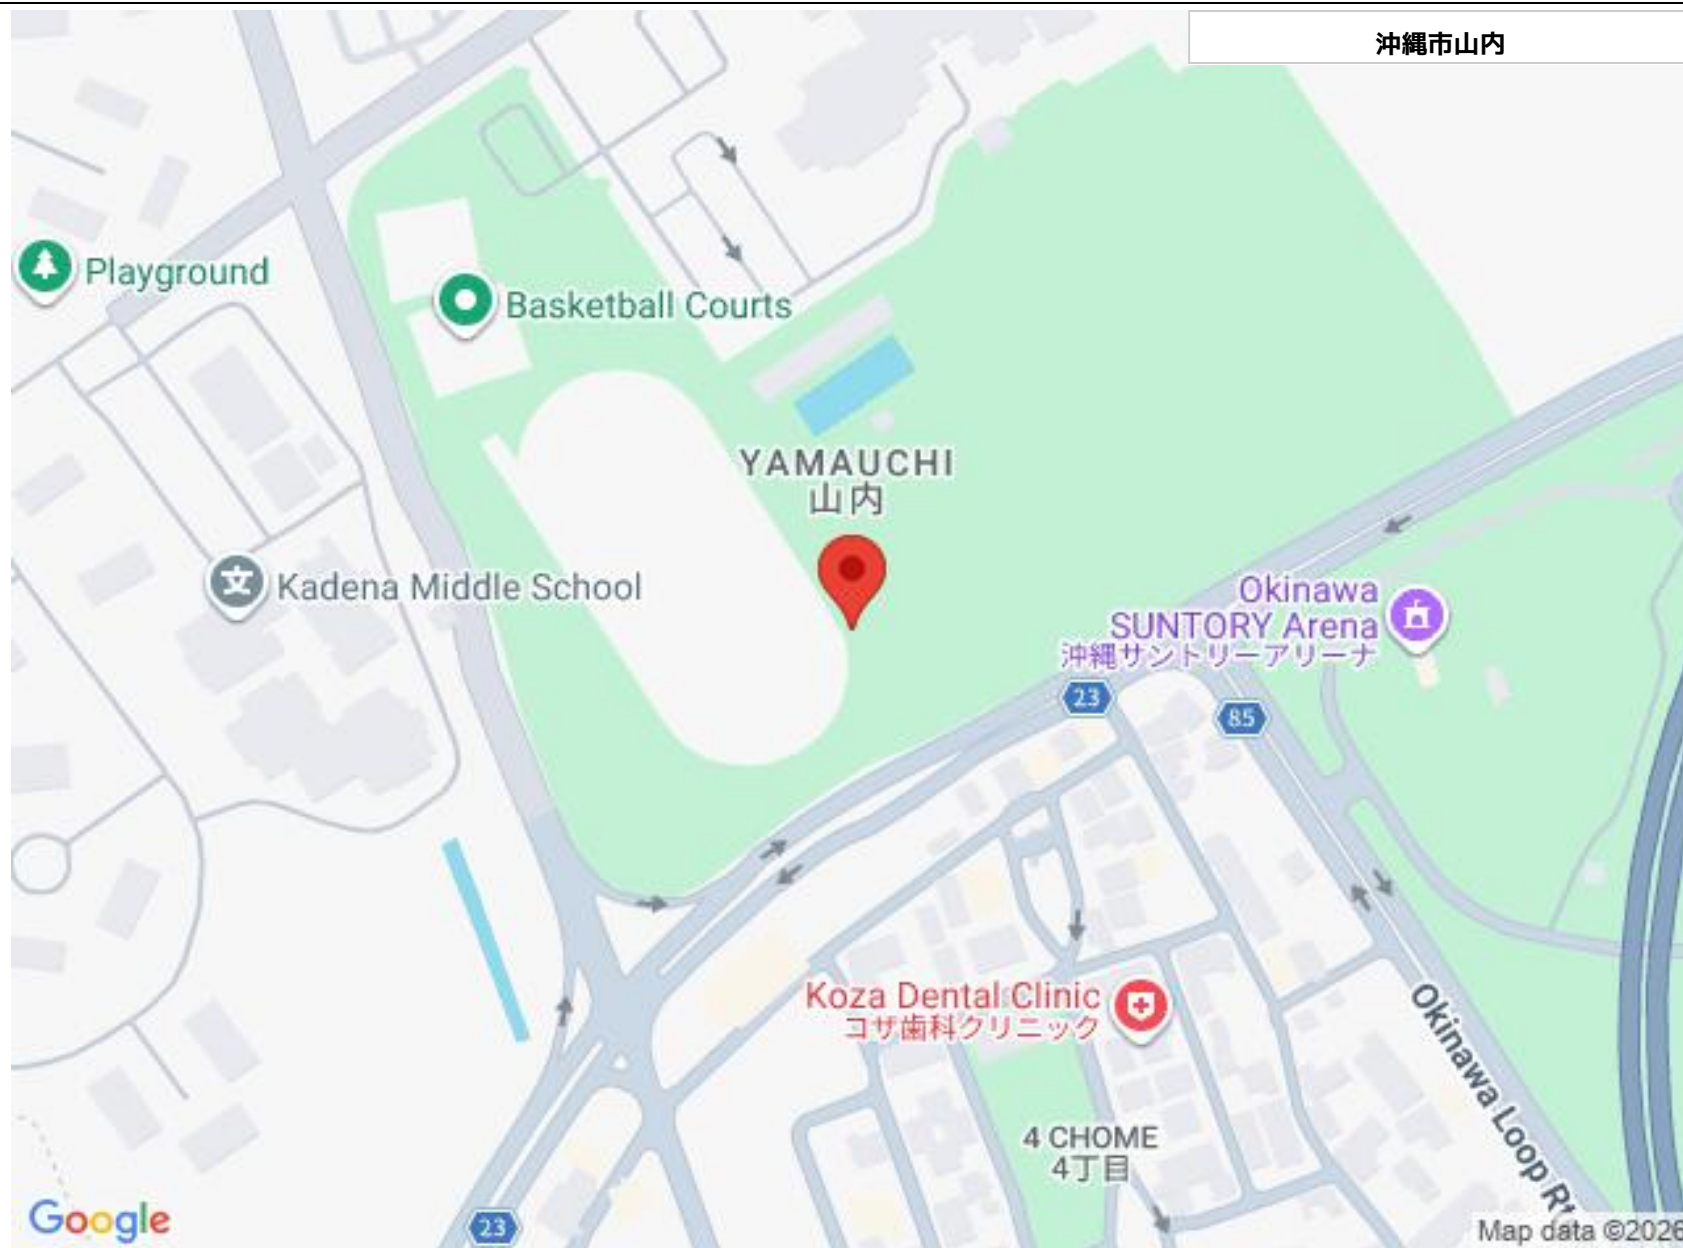 沖縄市山内
Playground
Basketball Courts
YAMAUCHI
山内
Kadena Middle School
Okinawa
SUNTORY Arena
沖縄サントリーアリーナ
23
85
Koza Dental Clinic
コザ歯科クリニック
Okinawa Loop Rt
4 CHOME
4丁目
23
Google
Map data ©2026